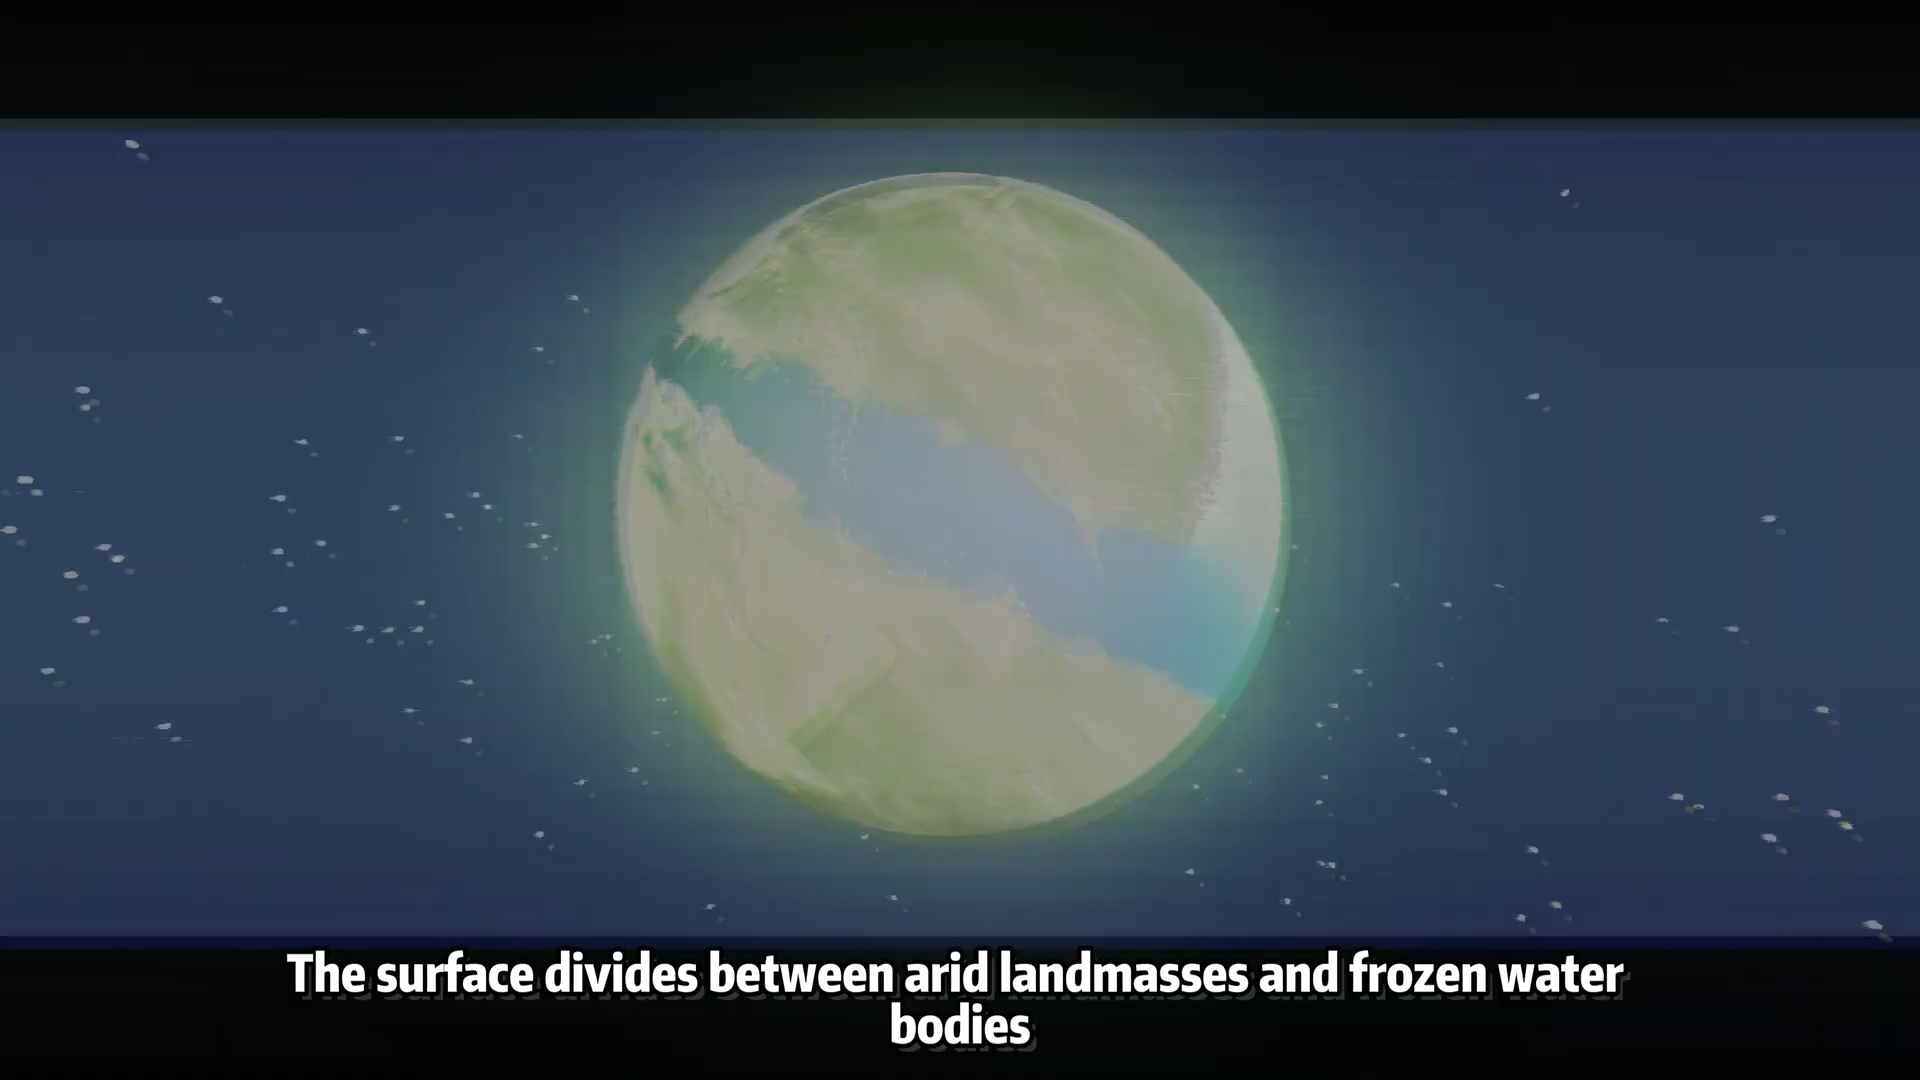 The surface divides between arid landmasses and frozen water
bodies